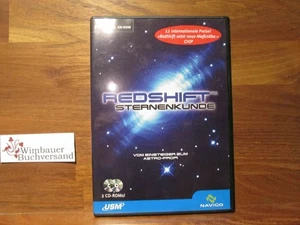 CD-ROM
11 internationale Preise!
»RedShift setzt neue Maßstäbe.«
CHIP
REDSHIFT
STERNENKUNDE
VOM EINSTEIGER ZUM
ASTRO-PROFI
2 CD-ROMs!
USM
NAVIGO
Wimbauer
Buchversand